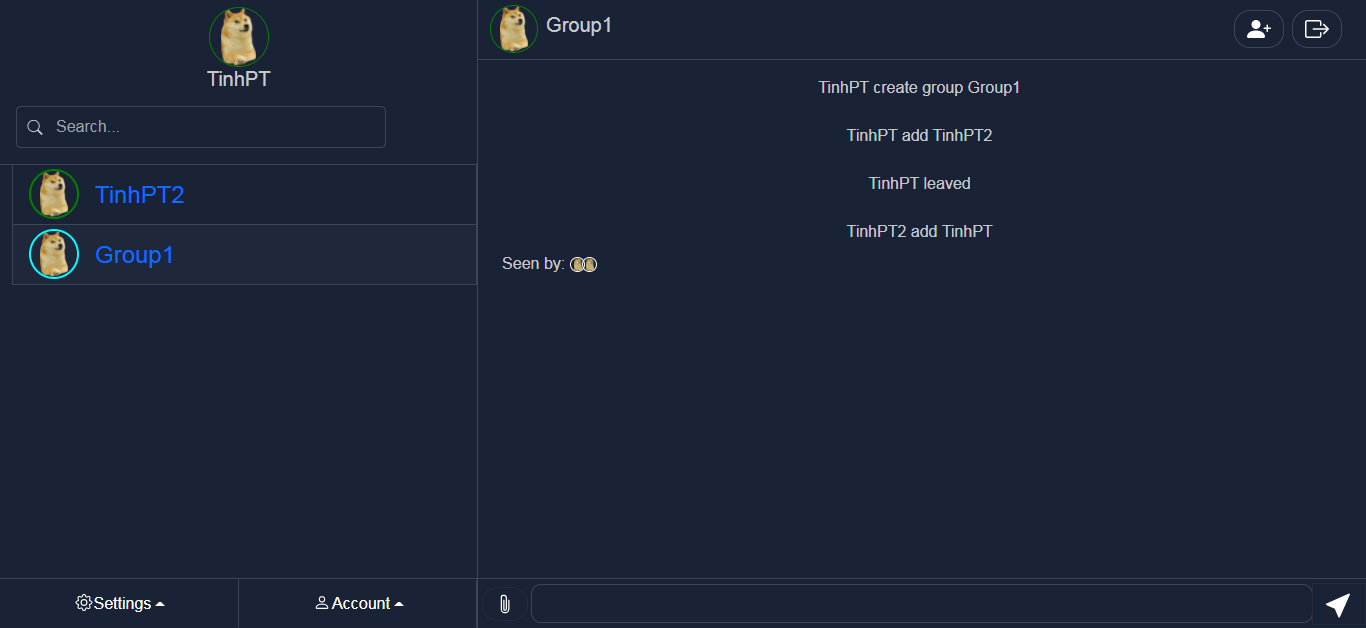 TinhPT
Search...
TinhPT2
Group1
Settings
Account
Group1
TinhPT create group Group1
TinhPT add TinhPT2
TinhPT leaved
TinhPT2 add TinhPT
Seen by: